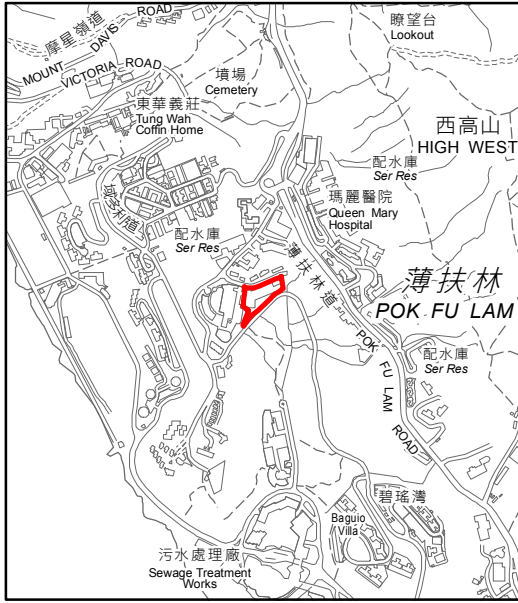 瞭望台
Lookout
摩星嶺道
MOUNT DAVIS ROAD
VICTORIA ROAD
墳場
Cemetery
東華義莊
Tung Wah
Coffin Home
西高山
HIGH WEST
配水庫
Ser Res
瑪麗醫院
Queen Mary
Hospital
域多利道
配水庫
Ser Res
薄扶林道
薄扶林
POK FU LAM
POK FU LAM ROAD
配水庫
Ser Res
碧瑤灣
Baguio
Villa
污水處理廠
Sewage Treatment
Works